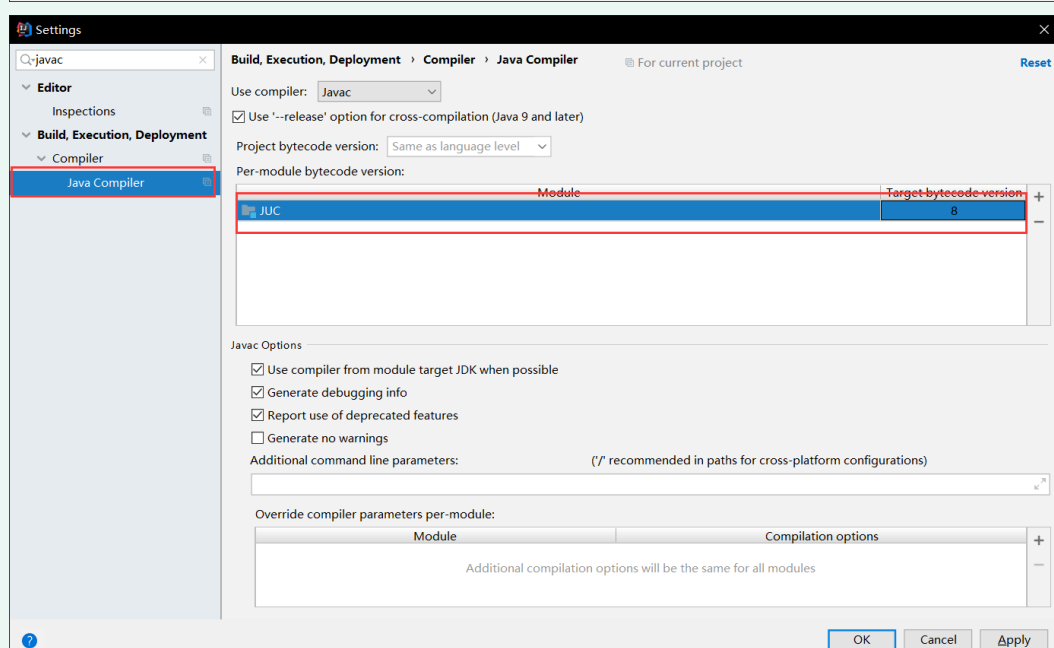 Settings
javac
Editor
Inspections
Build, Execution, Deployment
Compiler
Java Compiler
Build, Execution, Deployment › Compiler › Java Compiler
For current project
Reset
Use compiler: Javac
Use '--release' option for cross-compilation (Java 9 and later)
Project bytecode version: Same as language level
Per-module bytecode version:
Module Target bytecode version
JUC 8
Javac Options
Use compiler from module target JDK when possible
Generate debugging info
Report use of deprecated features
Generate no warnings
Additional command line parameters: ('/' recommended in paths for cross-platform configurations)
Override compiler parameters per-module:
Module Compilation options
Additional compilation options will be the same for all modules
? OK Cancel Apply